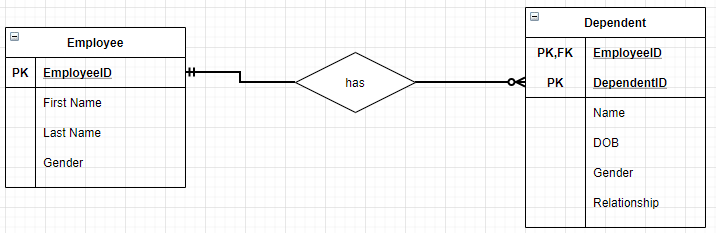 Employee
PK EmployeeID
First Name
Last Name
Gender
has
Dependent
PK,FK EmployeeID
PK DependentID
Name
DOB
Gender
Relationship